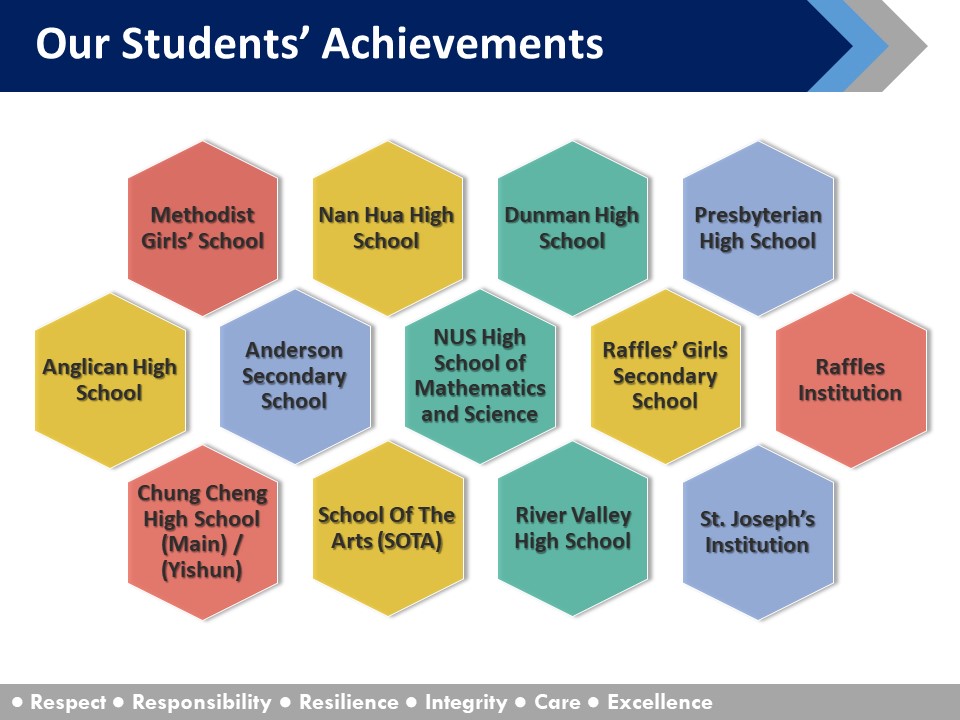 Our Students’ Achievements
Methodist
Girls’ School
Nan Hua High
School
Dunman High
School
Presbyterian
High School
Anglican High
School
Anderson
Secondary
School
NUS High
School of
Mathematics
and Science
Raffles’ Girls
Secondary
School
Raffles
Institution
Chung Cheng
High School
(Main) /
(Yishun)
School Of The
Arts (SOTA)
River Valley
High School
St. Joseph’s
Institution
● Respect ● Responsibility ● Resilience ● Integrity ● Care ● Excellence